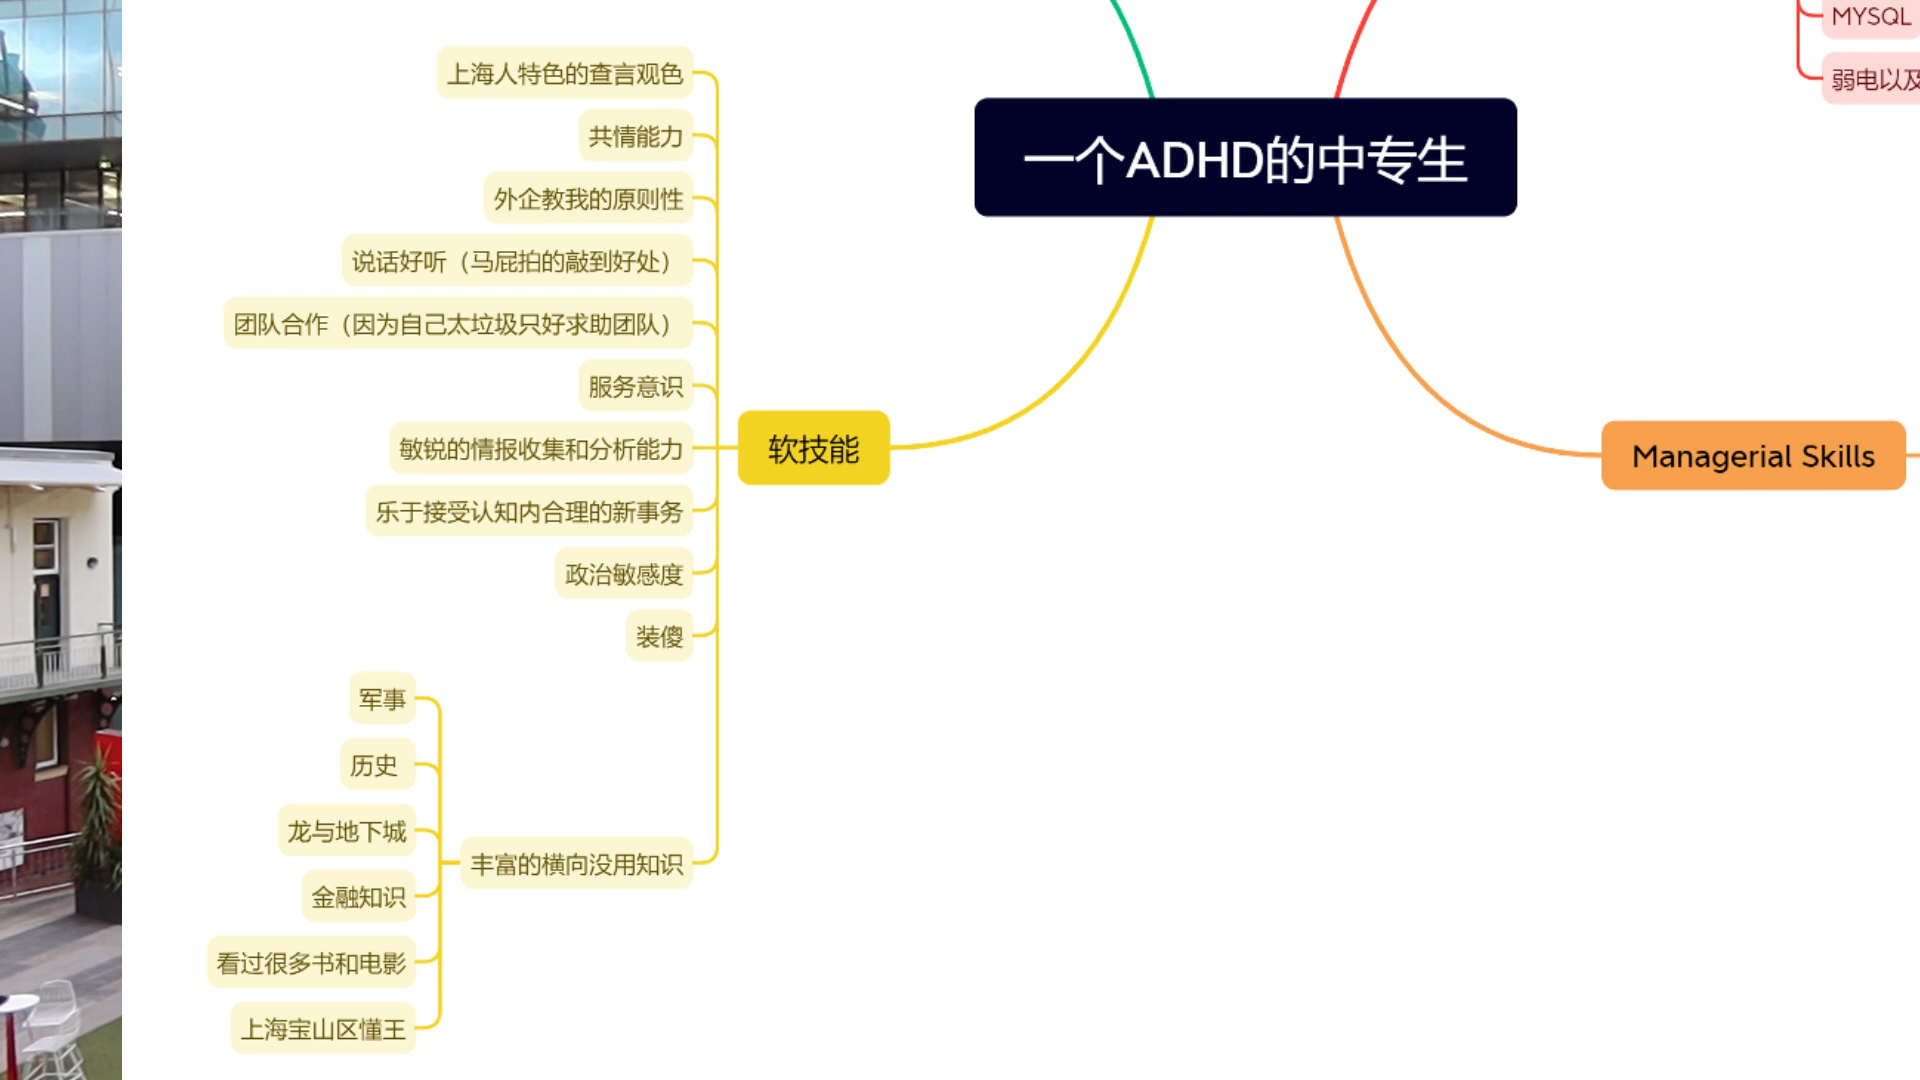 MYSQL
弱电以及
一个ADHD的中专生
Managerial Skills
软技能
上海人特色的查言观色
共情能力
外企教我的原则性
说话好听（马屁拍的敲到好处）
团队合作（因为自己太垃圾只好求助团队）
服务意识
敏锐的情报收集和分析能力
乐于接受认知内合理的新事务
政治敏感度
装傻
丰富的横向没用知识
军事
历史
龙与地下城
金融知识
看过很多书和电影
上海宝山区懂王